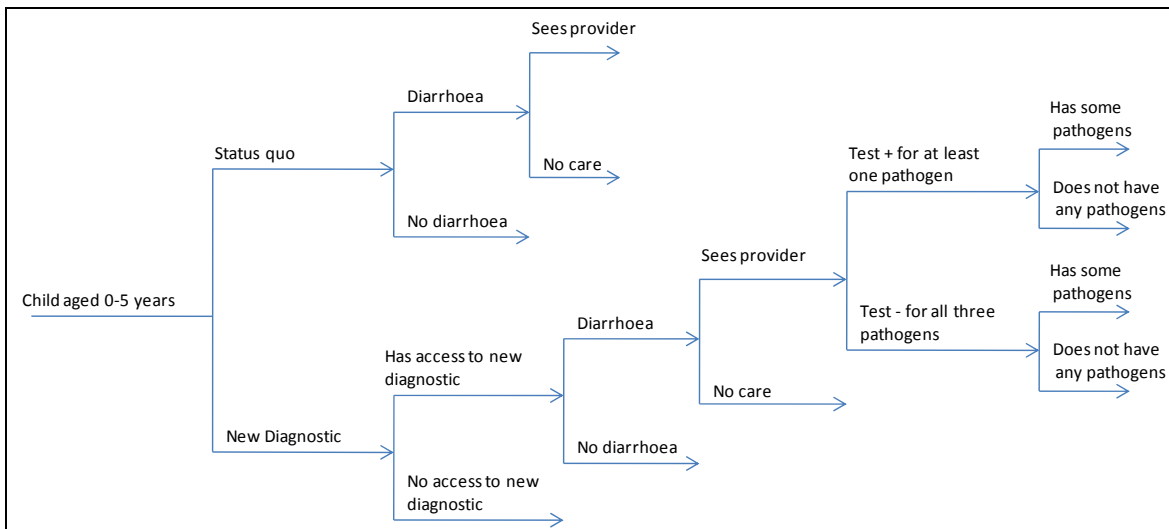 Sees provider
Diarrhoea
Has some
pathogens
Status quo
No care
Test + for at least
one pathogen
Does not have
any pathogens
No diarrhoea
Sees provider
Child aged 0-5 years
Has some
pathogens
Diarrhoea
Test - for all three
pathogens
Has access to new
diagnostic
Does not have
any pathogens
No care
New Diagnostic
No diarrhoea
No access to new
diagnostic